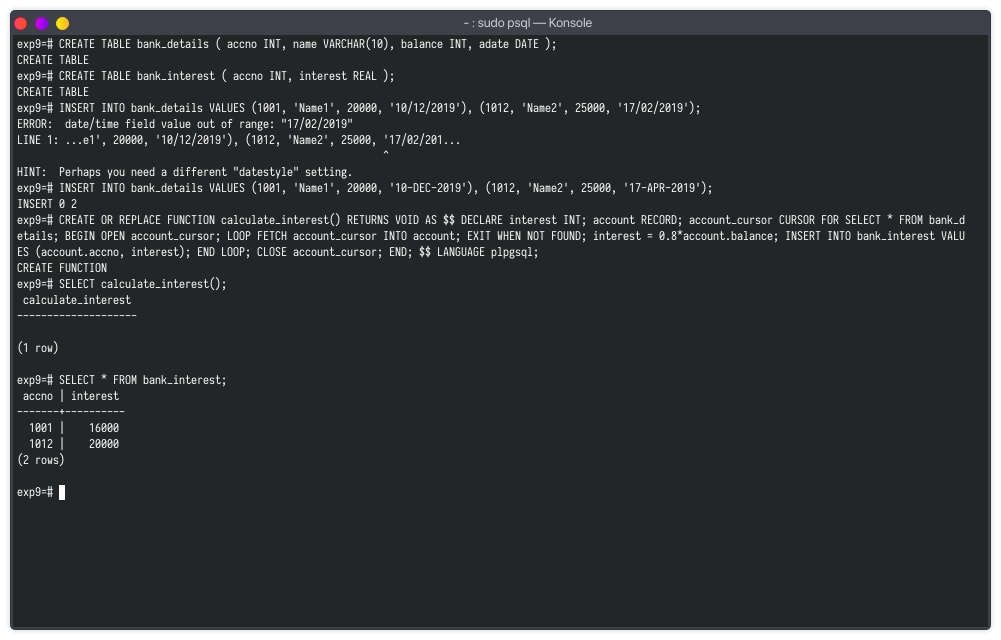 - : sudo psql — Konsole
exp9=# CREATE TABLE bank_details ( accno INT, name VARCHAR(10), balance INT, adate DATE );
CREATE TABLE
exp9=# CREATE TABLE bank_interest ( accno INT, interest REAL );
CREATE TABLE
exp9=# INSERT INTO bank_details VALUES (1001, 'Name1', 20000, '10/12/2019'), (1012, 'Name2', 25000, '17/02/2019');
ERROR:  date/time field value out of range: "17/02/2019"
LINE 1: ...e1', 20000, '10/12/2019'), (1012, 'Name2', 25000, '17/02/201...
                                                             ^
HINT:  Perhaps you need a different "datestyle" setting.
exp9=# INSERT INTO bank_details VALUES (1001, 'Name1', 20000, '10-DEC-2019'), (1012, 'Name2', 25000, '17-APR-2019');
INSERT 0 2
exp9=# CREATE OR REPLACE FUNCTION calculate_interest() RETURNS VOID AS $$ DECLARE interest INT; account RECORD; account_cursor CURSOR FOR SELECT * FROM bank_d
etails; BEGIN OPEN account_cursor; LOOP FETCH account_cursor INTO account; EXIT WHEN NOT FOUND; interest = 0.8*account.balance; INSERT INTO bank_interest VALU
ES (account.accno, interest); END LOOP; CLOSE account_cursor; END; $$ LANGUAGE plpgsql;
CREATE FUNCTION
exp9=# SELECT calculate_interest();
 calculate_interest
--------------------
(1 row)
exp9=# SELECT * FROM bank_interest;
 accno | interest
-------+----------
  1001 |    16000
  1012 |    20000
(2 rows)
exp9=#